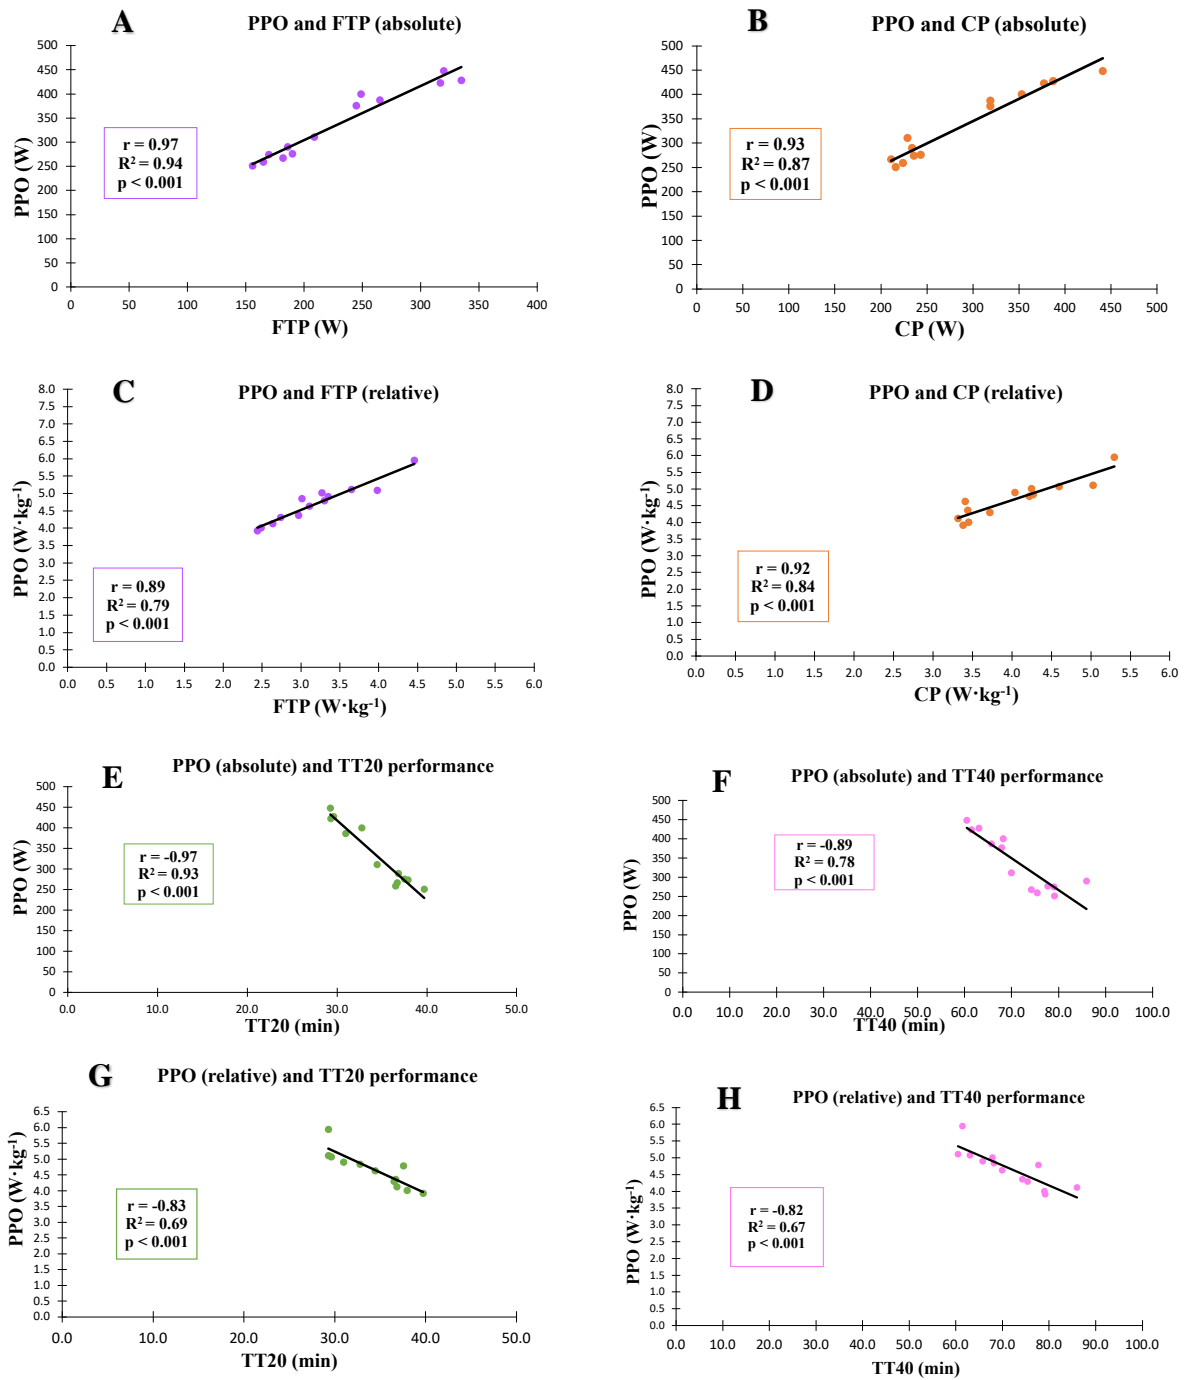 A
PPO and FTP (absolute)
500
450
400
350
300
250
200
150
100
50
0
PPO (W)
r = 0.97
R² = 0.94
p < 0.001
0 50 100 150 200 250 300 350 400
FTP (W)
B
PPO and CP (absolute)
500
450
400
350
300
250
200
150
100
50
0
PPO (W)
r = 0.93
R² = 0.87
p < 0.001
0 50 100 150 200 250 300 350 400 450 500
CP (W)
C
PPO and FTP (relative)
8.0
7.5
7.0
6.5
6.0
5.5
5.0
4.5
4.0
3.5
3.0
2.5
2.0
1.5
1.0
0.5
0.0
PPO (W·kg⁻¹)
r = 0.89
R² = 0.79
p < 0.001
0.0 0.5 1.0 1.5 2.0 2.5 3.0 3.5 4.0 4.5 5.0 5.5 6.0
FTP (W·kg⁻¹)
D
PPO and CP (relative)
8.0
7.5
7.0
6.5
6.0
5.5
5.0
4.5
4.0
3.5
3.0
2.5
2.0
1.5
1.0
0.5
0.0
PPO (W·kg⁻¹)
r = 0.92
R² = 0.84
p < 0.001
0.0 0.5 1.0 1.5 2.0 2.5 3.0 3.5 4.0 4.5 5.0 5.5 6.0
CP (W·kg⁻¹)
E
PPO (absolute) and TT20 performance
500
450
400
350
300
250
200
150
100
50
0
PPO (W)
r = -0.97
R² = 0.93
p < 0.001
0.0 10.0 20.0 30.0 40.0 50.0
TT20 (min)
F
PPO (absolute) and TT40 performance
500
450
400
350
300
250
200
150
100
50
0
PPO (W)
r = -0.89
R² = 0.78
p < 0.001
0.0 10.0 20.0 30.0 40.0 50.0 60.0 70.0 80.0 90.0 100.0
TT40 (min)
G
PPO (relative) and TT20 performance
6.5
6.0
5.5
5.0
4.5
4.0
3.5
3.0
2.5
2.0
1.5
1.0
0.5
0.0
PPO (W·kg⁻¹)
r = -0.83
R² = 0.69
p < 0.001
0.0 10.0 20.0 30.0 40.0 50.0
TT20 (min)
H
PPO (relative) and TT40 performance
6.5
6.0
5.5
5.0
4.5
4.0
3.5
3.0
2.5
2.0
1.5
1.0
0.5
0.0
PPO (W·kg⁻¹)
r = -0.82
R² = 0.67
p < 0.001
0.0 10.0 20.0 30.0 40.0 50.0 60.0 70.0 80.0 90.0 100.0
TT40 (min)